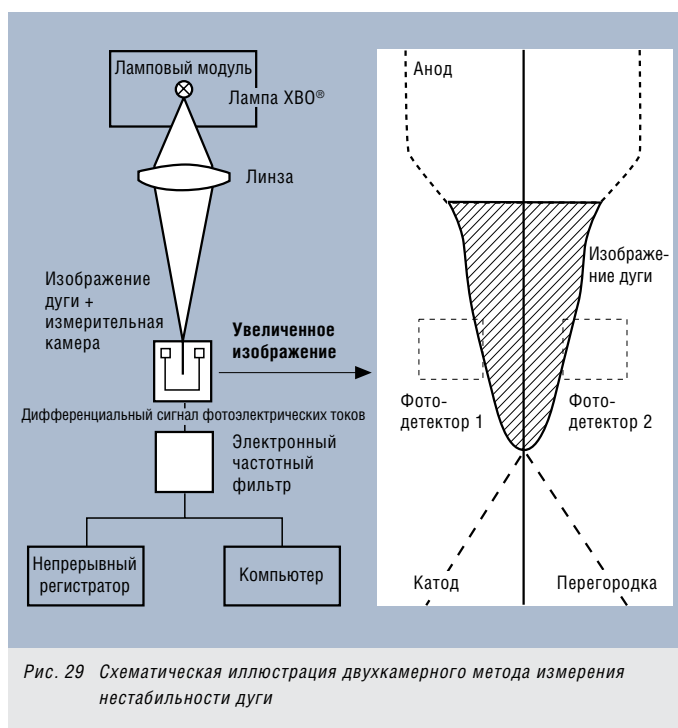 Ламповый модуль
Лампа XBO®
Линза
Изображение
дуги +
измерительная
камера
Увеличенное
изображение
Дифференциальный сигнал фотоэлектрических токов
Электронный
частотный
фильтр
Непрерывный
регистратор
Компьютер
Анод
Изображе-
ние дуги
Фото-
детектор 1
Фото-
детектор 2
Катод
Перегородка
Рис. 29 Схематическая иллюстрация двухкамерного метода измерения
нестабильности дуги